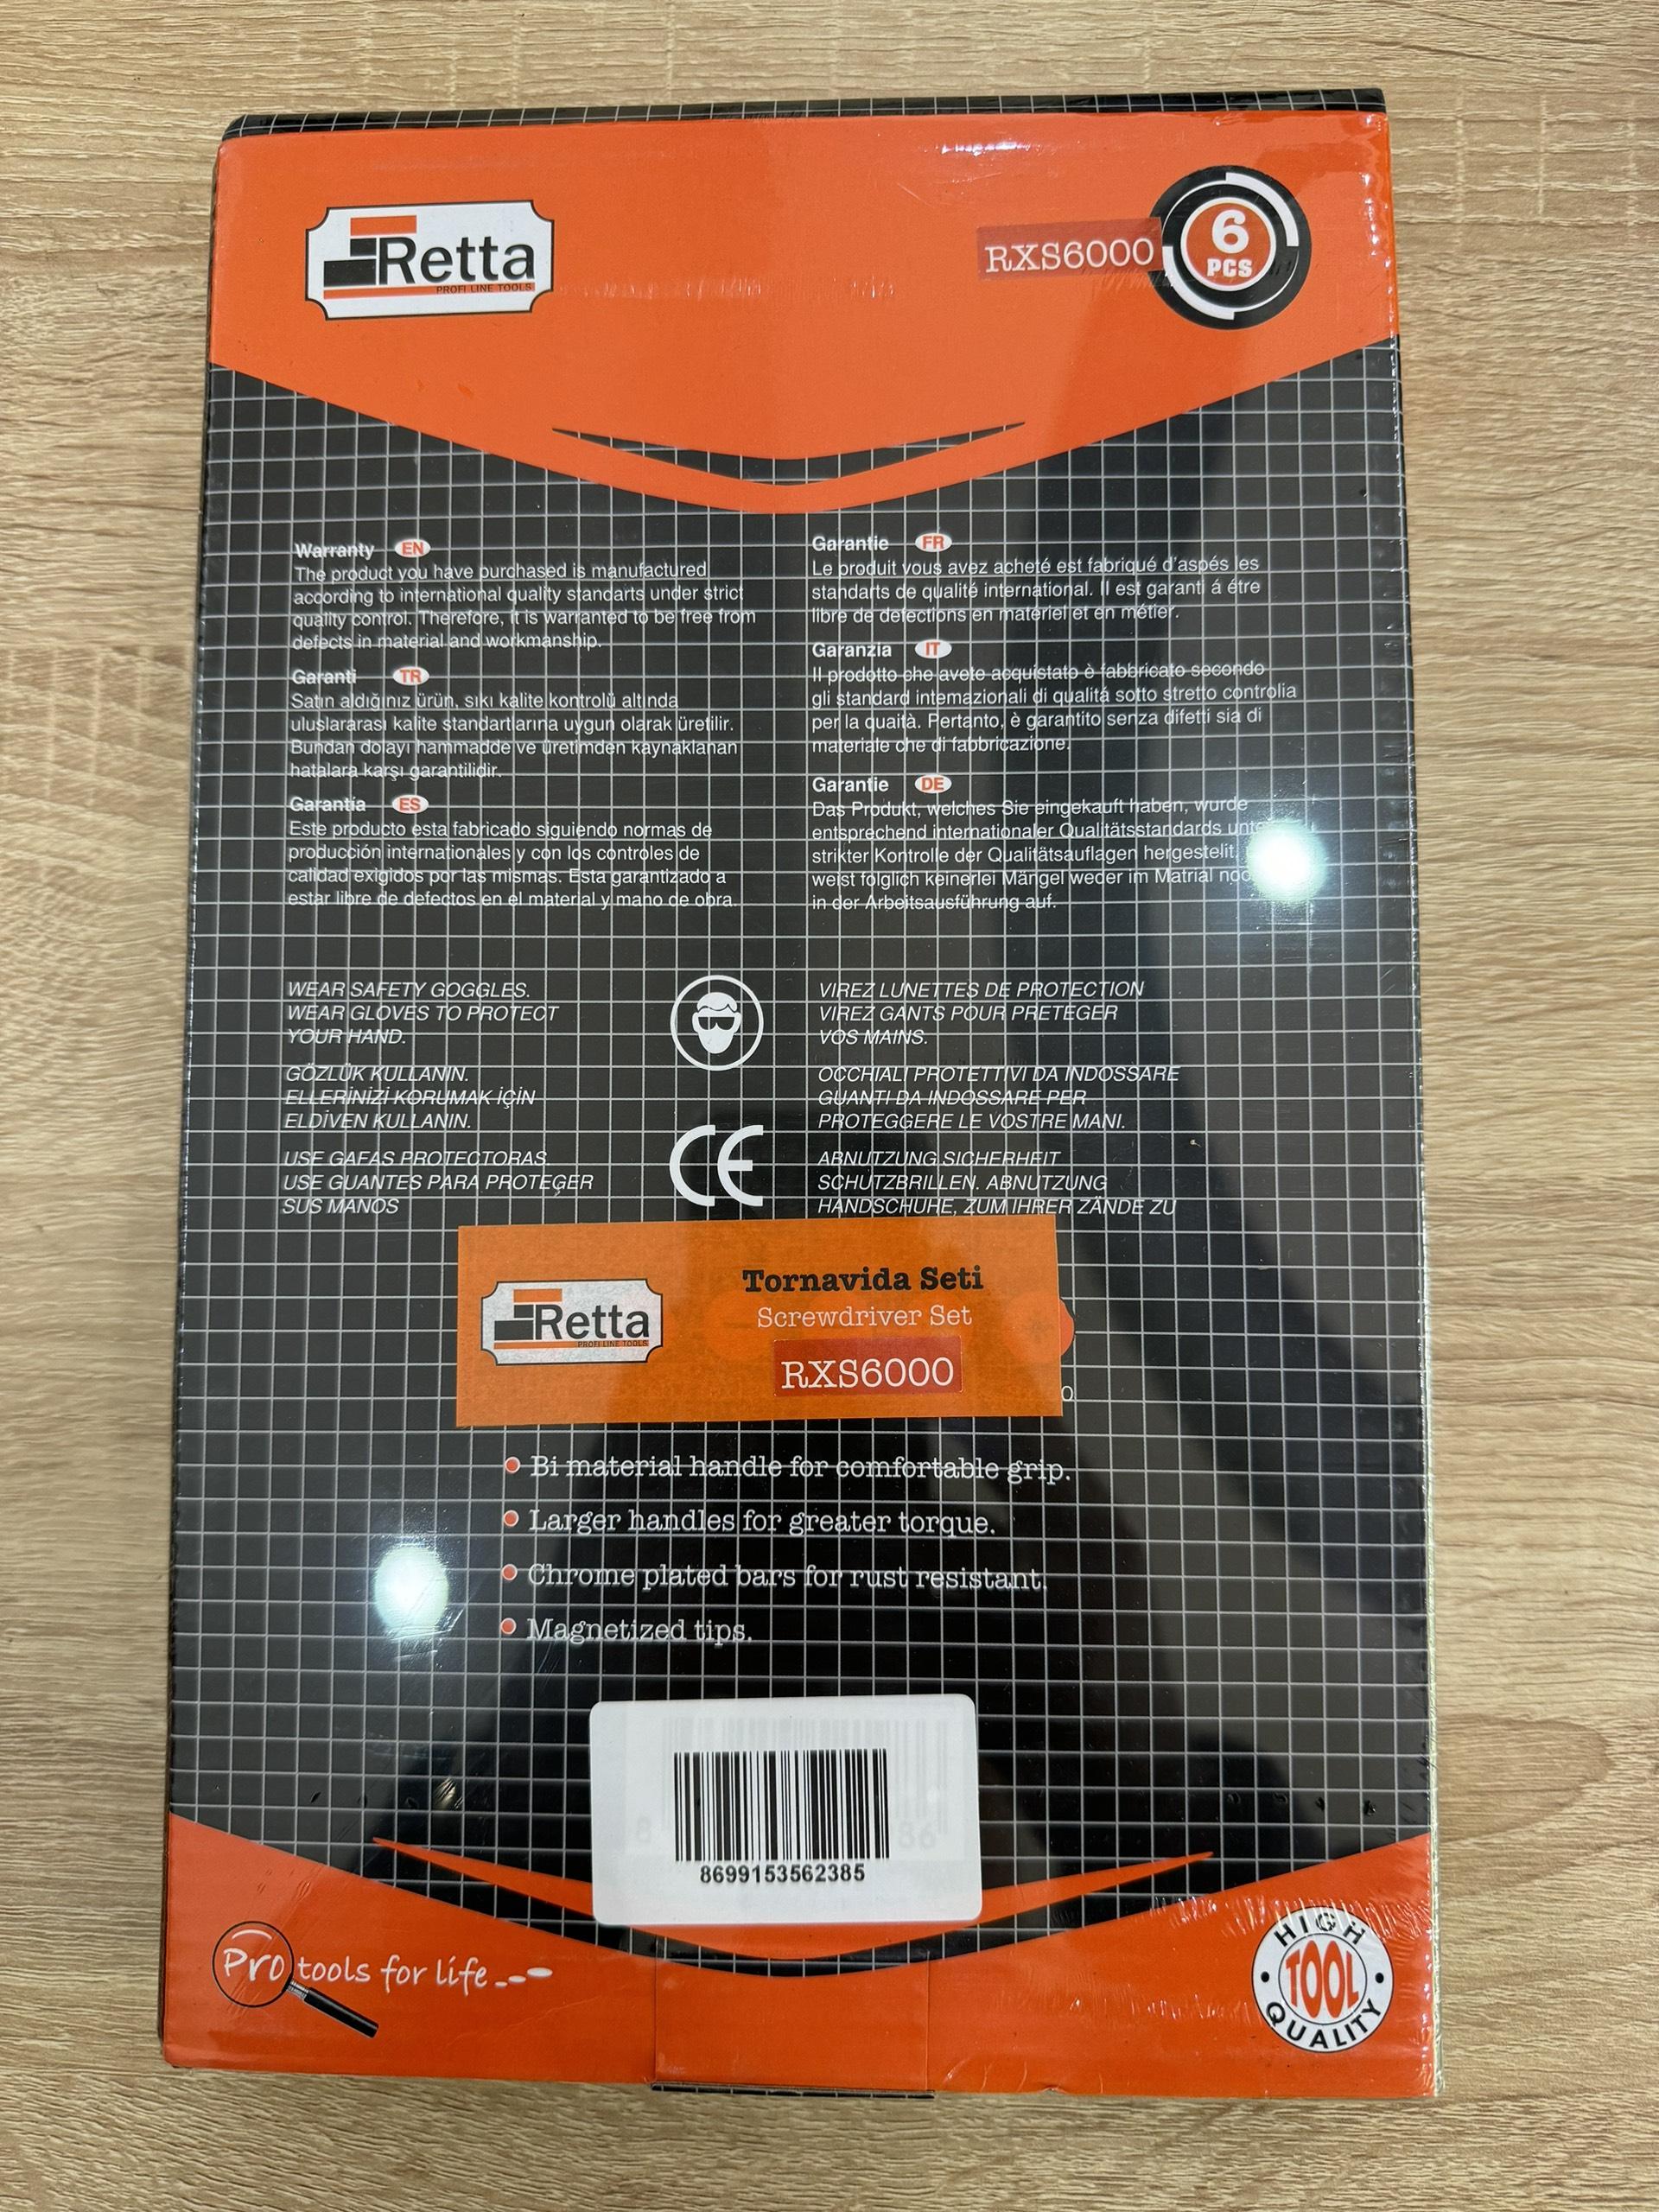 Retta
PROFI LINE TOOLS
RXS6000
6
PCS
Warranty EN
The product you have purchased is manufactured
according to international quality standarts under strict
quality control. Therefore, it is warranted to be free from
defects in material and workmanship.
Garanti TR
Satın aldığınız ürün, sıkı kalite kontrolü altında
uluslararası kalite standartlarına uygun olarak üretilir.
Bundan dolayı hammadde ve üretimden kaynaklanan
hatalara karşı garantilidir.
Garantía ES
Este producto esta fabricado siguiendo normas de
producción internationales y con los controles de
calidad exigidos por las mismas. Esta garantizado a
estar libre de defectos en el material y mano de obra.
Garantie FR
Le produit vous avez acheté est fabriqué d'aspés les
standarts de qualité international. Il est garanti á étre
libre de defections en materiel et en métier.
Garanzia IT
Il prodotto che avete acquistato è fabbricato secondo
gli standard intemazionali di qualitá sotto stretto controlia
per la quaità. Pertanto, è garantito senza difetti sia di
materiale che di fabbricazione.
Garantie DE
Das Produkt, welches Sie eingekauft haben, wurde
entsprechend internationaler Qualitätsstandards
strikter Kontrolle der Qualitätsauflagen hergestelit.
weist folglich keinerlei Mängel weder im Matrial
in der Arbeitsausführung auf.
WEAR SAFETY GOGGLES.
WEAR GLOVES TO PROTECT
YOUR HAND.
GÖZLÜK KULLANIN.
ELLERİNİZİ KORUMAK İÇİN
ELDİVEN KULLANIN.
USE GAFAS PROTECTORAS
USE GUANTES PARA PROTEGER
SUS MANOS
VIREZ LUNETTES DE PROTECTION
VIREZ GANTS POUR PRETEGER
VOS MAINS.
OCCHIALI PROTETTIVI DA INDOSSARE
GUANTI DA INDOSSARE PER
PROTEGGERE LE VOSTRE MANI.
ABNUTZUNG SICHERHEIT
SCHUTZBRILLEN. ABNUTZUNG
HANDSCHUHE, ZUM IHRER ZÄNDE ZU
CE
Retta
PROFI LINE TOOLS
Tornavida Seti
Screwdriver Set
RXS6000
Bi material handle for comfortable grip.
Larger handles for greater torque.
Chrome plated bars for rust resistant.
Magnetized tips.
8699153562385
Pro tools for life...
HIGH
TOOL
QUALITY